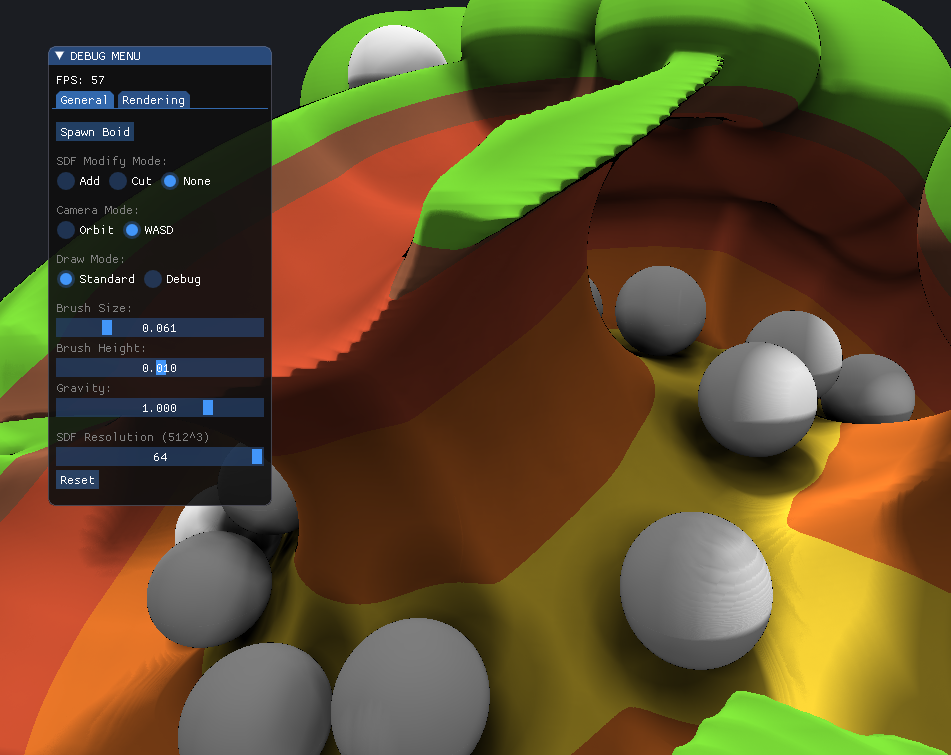 DEBUG MENU
FPS: 57
General Rendering
Spawn Boid
SDF Modify Mode:
Add Cut None
Camera Mode:
Orbit WASD
Draw Mode:
Standard Debug
Brush Size:
0.061
Brush Height:
0.010
Gravity:
1.000
SDF Resolution (512^3)
64
Reset